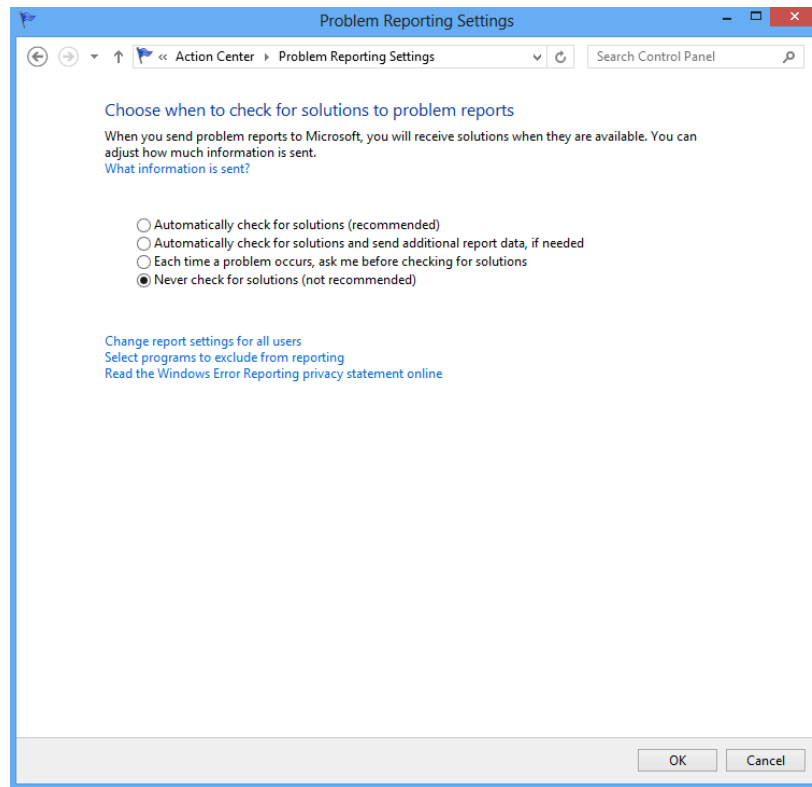 Problem Reporting Settings
« Action Center ▸ Problem Reporting Settings
Search Control Panel
Choose when to check for solutions to problem reports
When you send problem reports to Microsoft, you will receive solutions when they are available. You can
adjust how much information is sent.
What information is sent?
Automatically check for solutions (recommended)
Automatically check for solutions and send additional report data, if needed
Each time a problem occurs, ask me before checking for solutions
Never check for solutions (not recommended)
Change report settings for all users
Select programs to exclude from reporting
Read the Windows Error Reporting privacy statement online
OK
Cancel